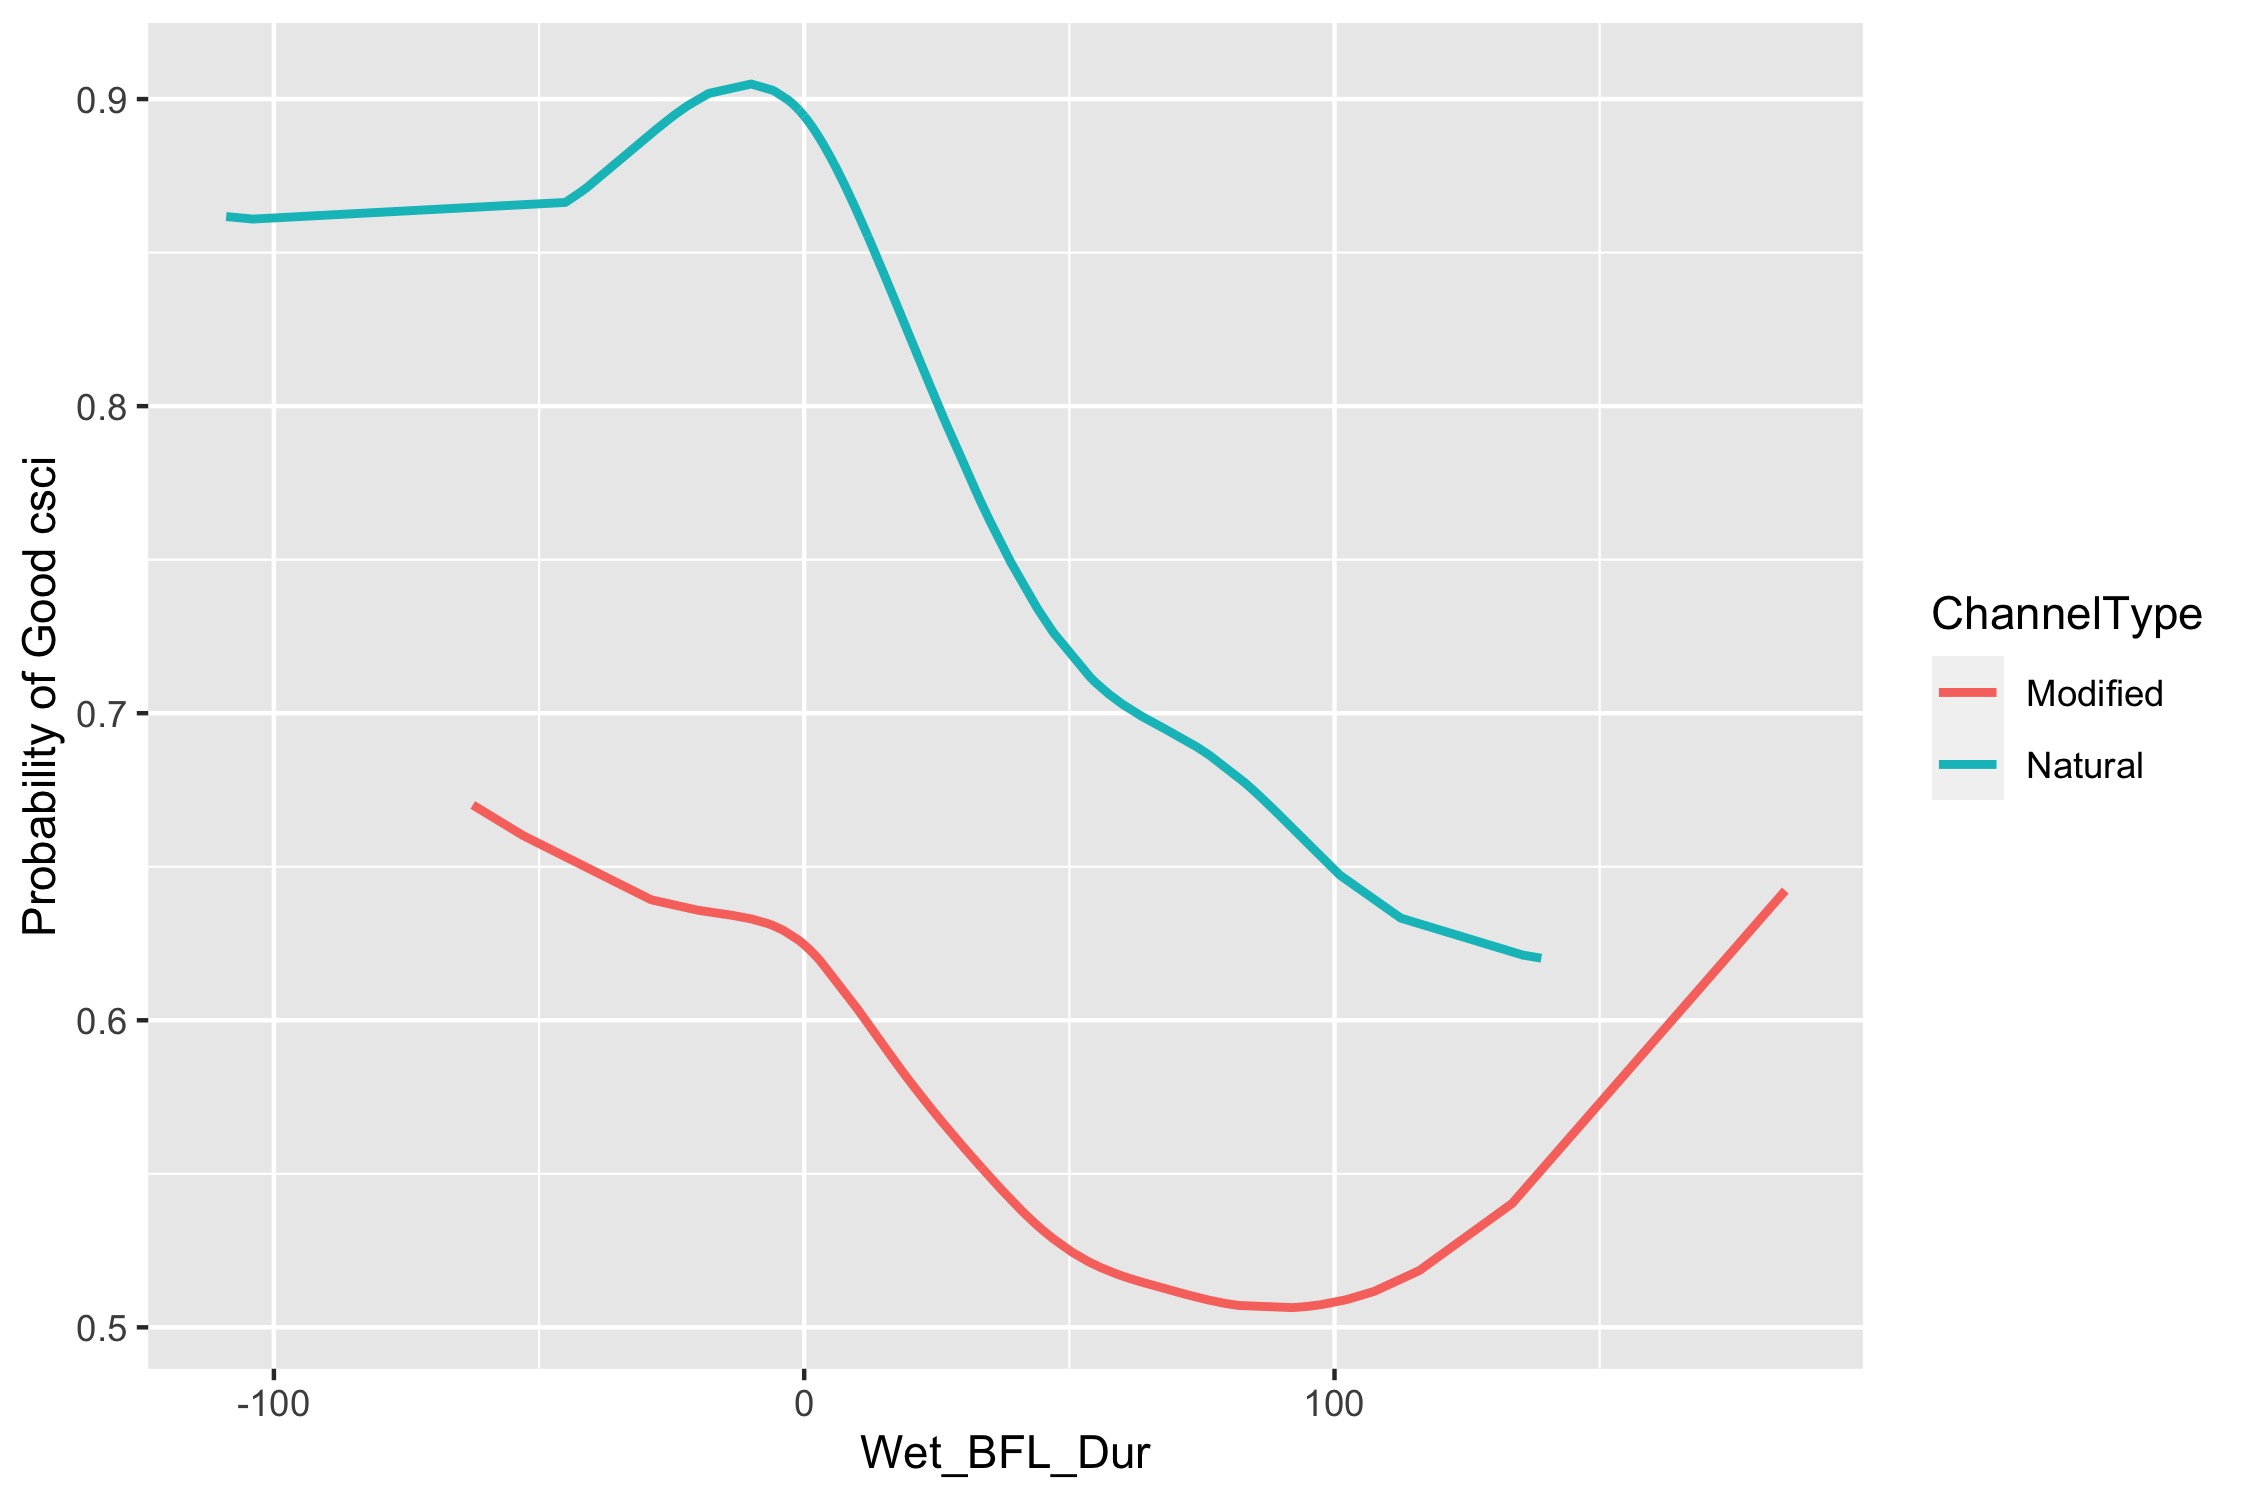 Probability of Good csci
0.9
0.8
0.7
0.6
0.5
-100
0
100
Wet_BFL_Dur
ChannelType
Modified
Natural